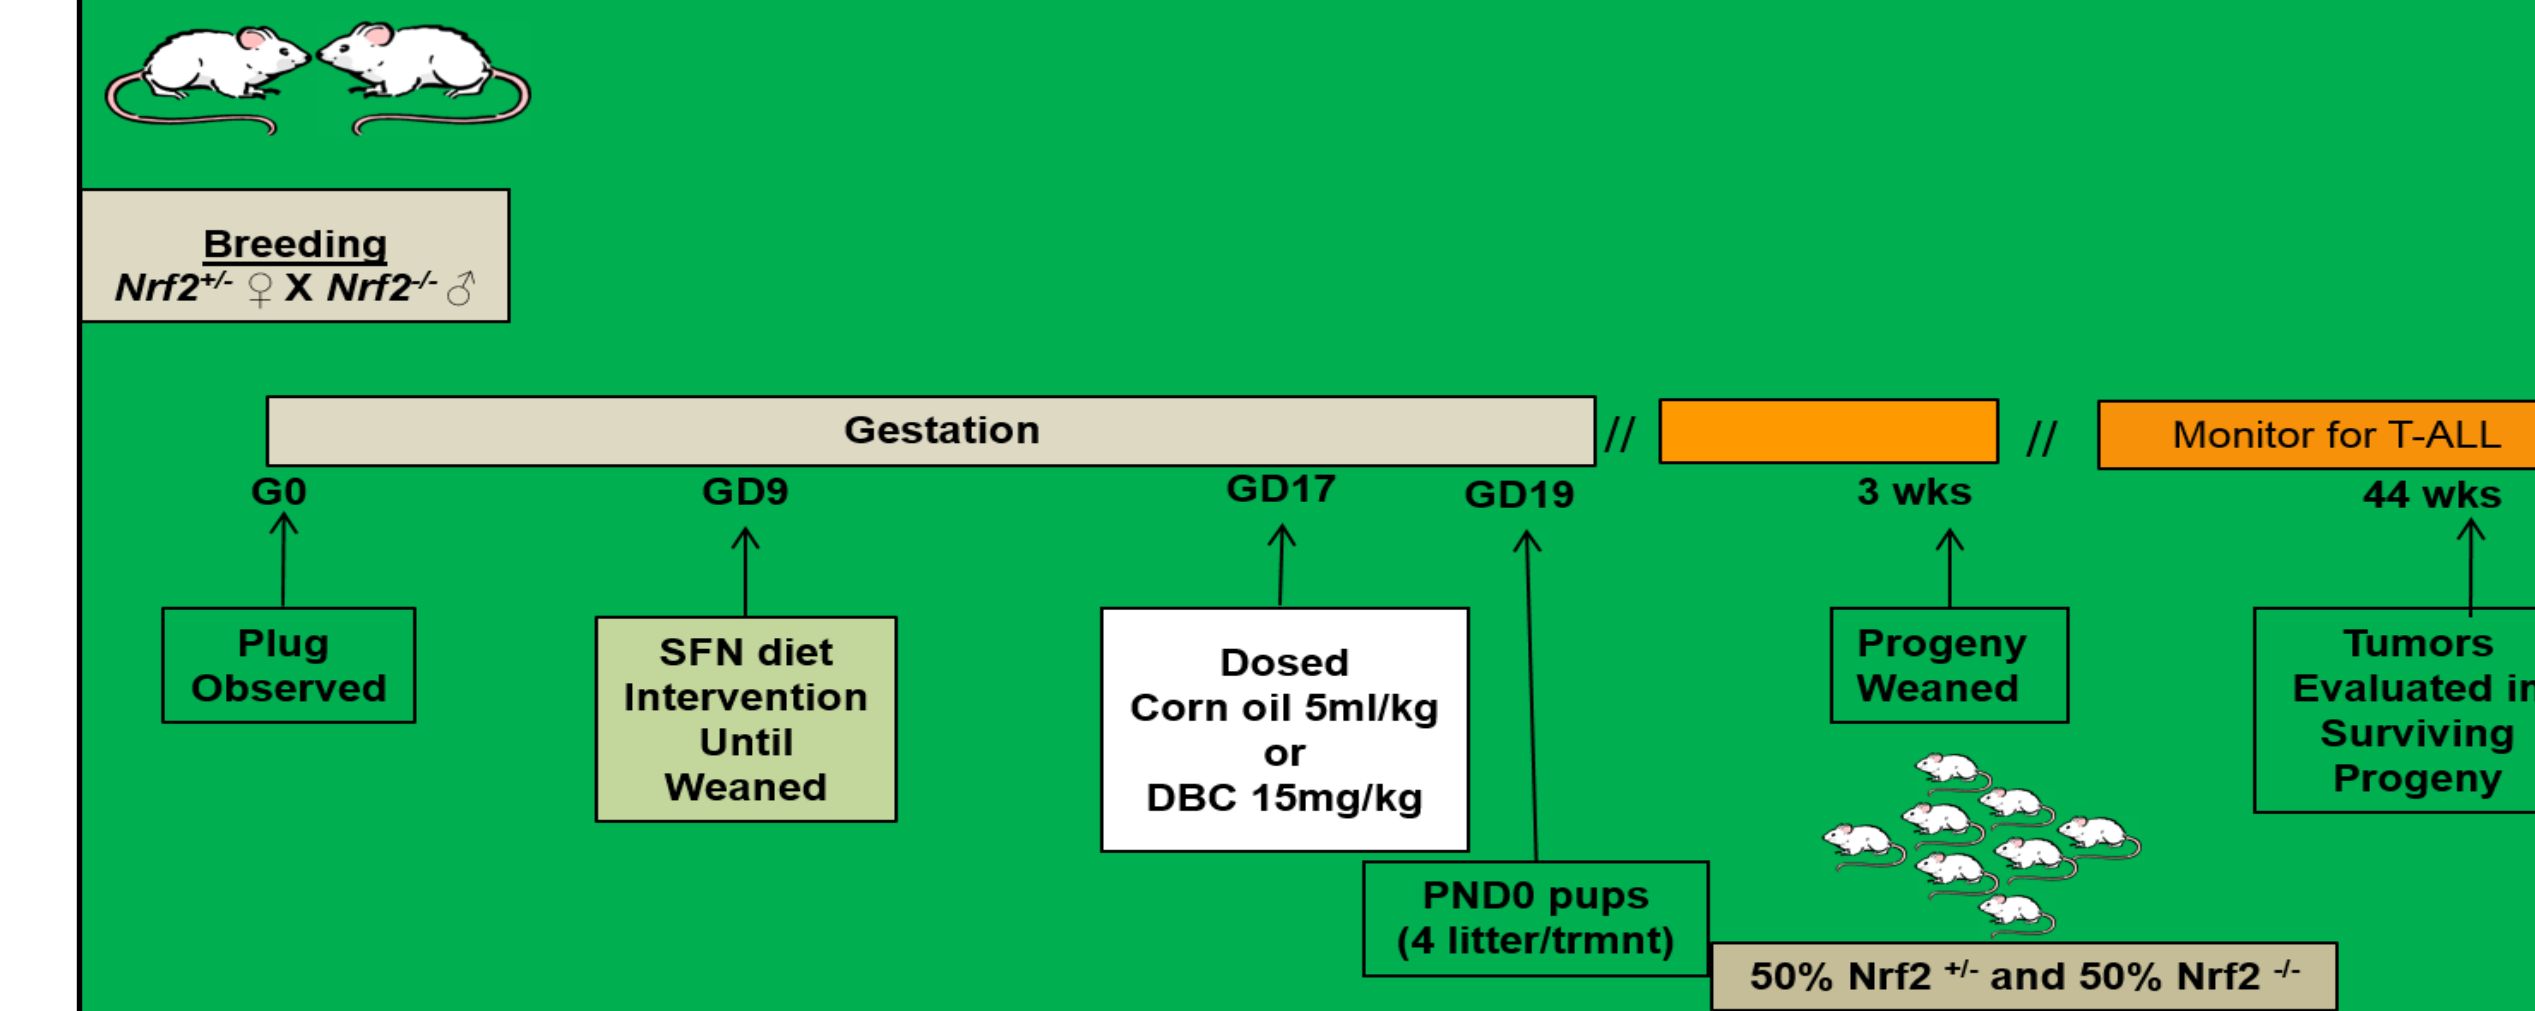 Breeding
Nrf2+/- ♀ X Nrf2-/- ♂
Gestation
//
//
Monitor for T-ALL
G0
GD9
GD17
GD19
3 wks
44 wks
Plug
Observed
SFN diet
Intervention
Until
Weaned
Dosed
Corn oil 5ml/kg
or
DBC 15mg/kg
PND0 pups
(4 litter/trmnt)
Progeny
Weaned
50% Nrf2 +/- and 50% Nrf2 -/-
Tumors
Evaluated in
Surviving
Progeny